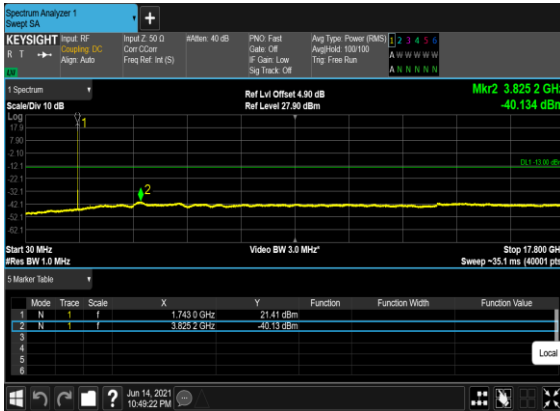 Spectrum Analyzer 1
Swept SA
+
KEYSIGHT
R T
Input: RF
Coupling: DC
Align: Auto
Input Z: 50 Ω
Corr CCorr
Freq Ref: Int (S)
#Atten: 40 dB
PNO: Fast
Gate: Off
IF Gain: Low
Sig Track: Off
Avg Type: Power (RMS)
Avg|Hold: 100/100
Trig: Free Run
1 2 3 4 5 6
A W W W W W
A N N N N N
1 Spectrum
Scale/Div 10 dB
Ref Lvl Offset 4.90 dB
Ref Level 27.90 dBm
Mkr2 3.825 2 GHz
-40.134 dBm
Log
17.9
7.90
-2.10
-12.1
-22.1
-32.1
-42.1
-52.1
-62.1
1
2
DL1 -13.00 dBm
Start 30 MHz
#Res BW 1.0 MHz
Video BW 3.0 MHz*
Stop 17.800 GHz
Sweep ~35.1 ms (40001 pts)
5 Marker Table
Mode Trace Scale X Y Function Function Width Function Value
1 N 1 f 1.743 0 GHz 21.41 dBm
2 N 1 f 3.825 2 GHz -40.13 dBm
3
4
5
6
Local
?
Jun 14, 2021
10:49:22 PM